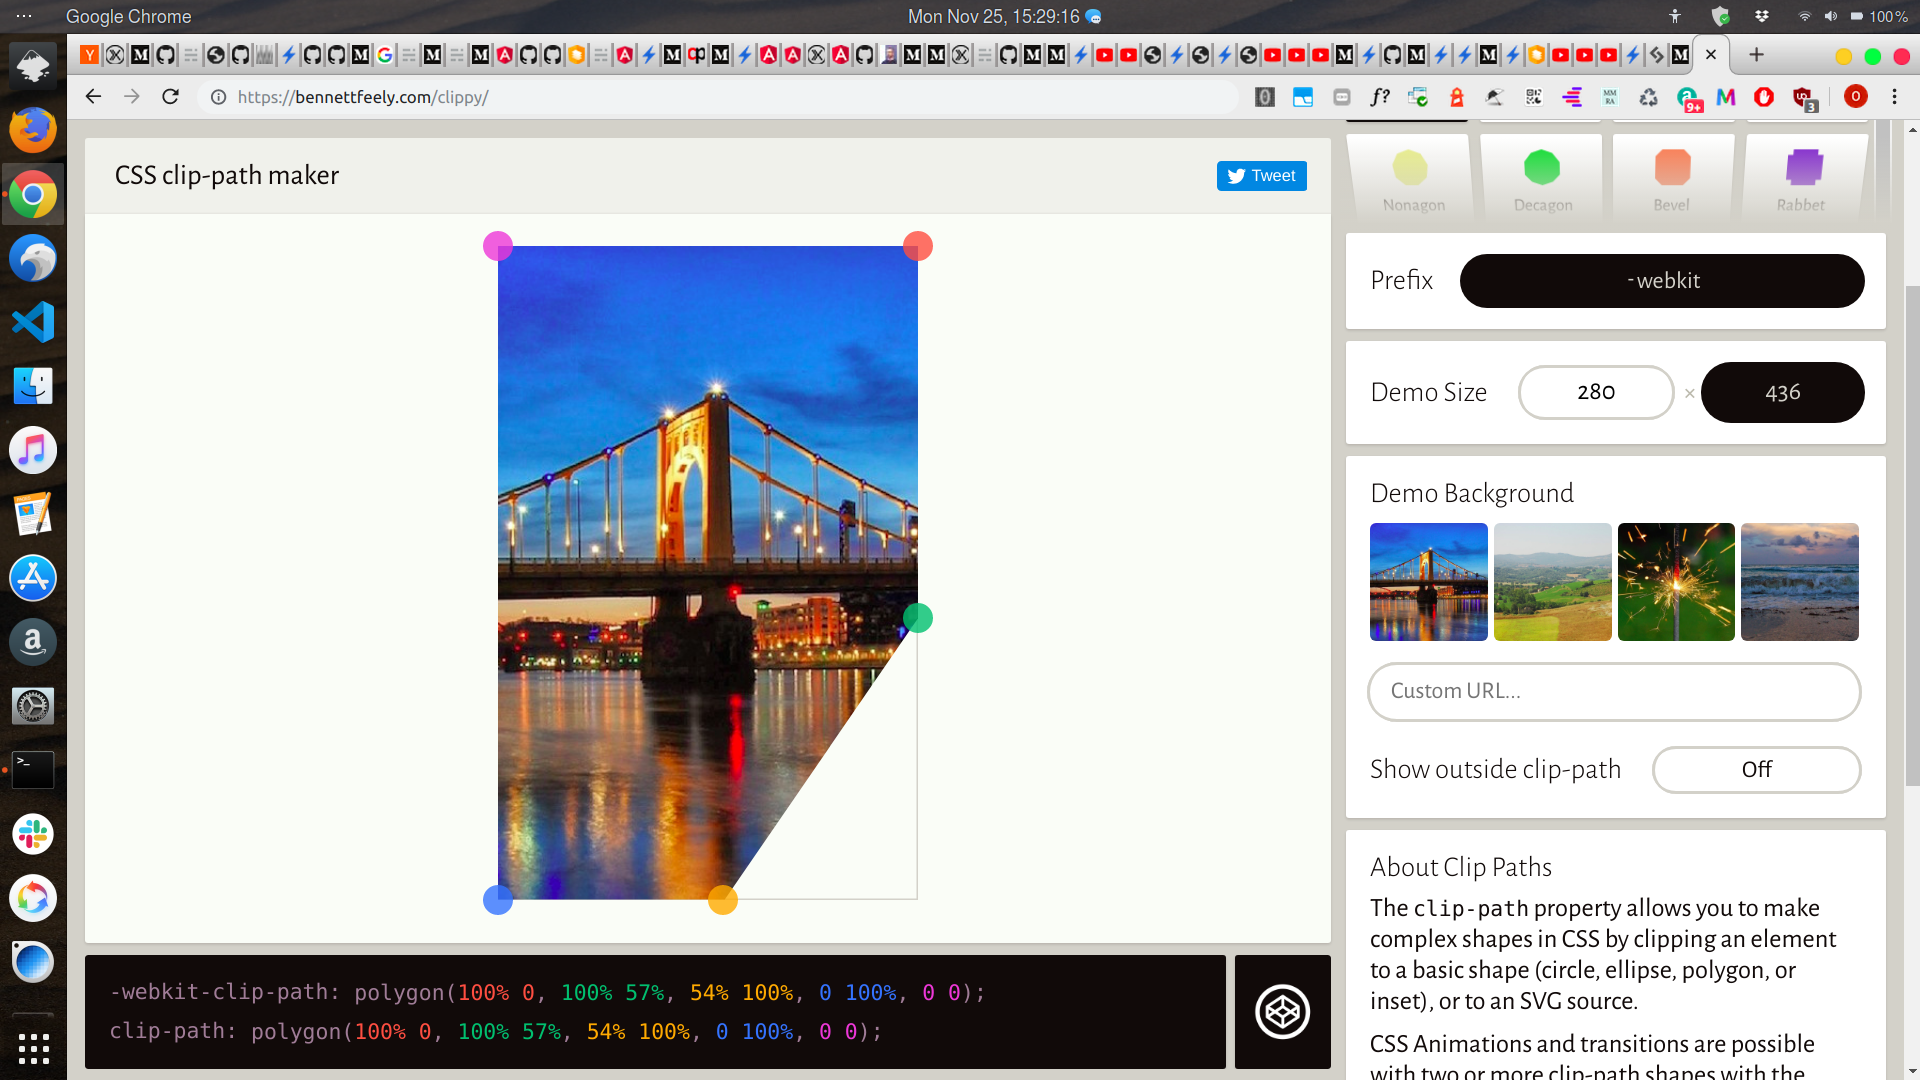 Google Chrome
Mon Nov 25, 15:29:16
100%
https://bennettfeely.com/clippy/
f?
9+
3
O
CSS clip-path maker
Tweet
Nonagon
Decagon
Bevel
Rabbet
Prefix
-webkit
Demo Size
280
×
436
Demo Background
Custom URL...
Show outside clip-path
Off
About Clip Paths
The clip-path property allows you to make
complex shapes in CSS by clipping an element
to a basic shape (circle, ellipse, polygon, or
inset), or to an SVG source.
CSS Animations and transitions are possible
with two or more clip-path shapes with the
-webkit-clip-path: polygon(100% 0, 100% 57%, 54% 100%, 0 100%, 0 0);
clip-path: polygon(100% 0, 100% 57%, 54% 100%, 0 100%, 0 0);